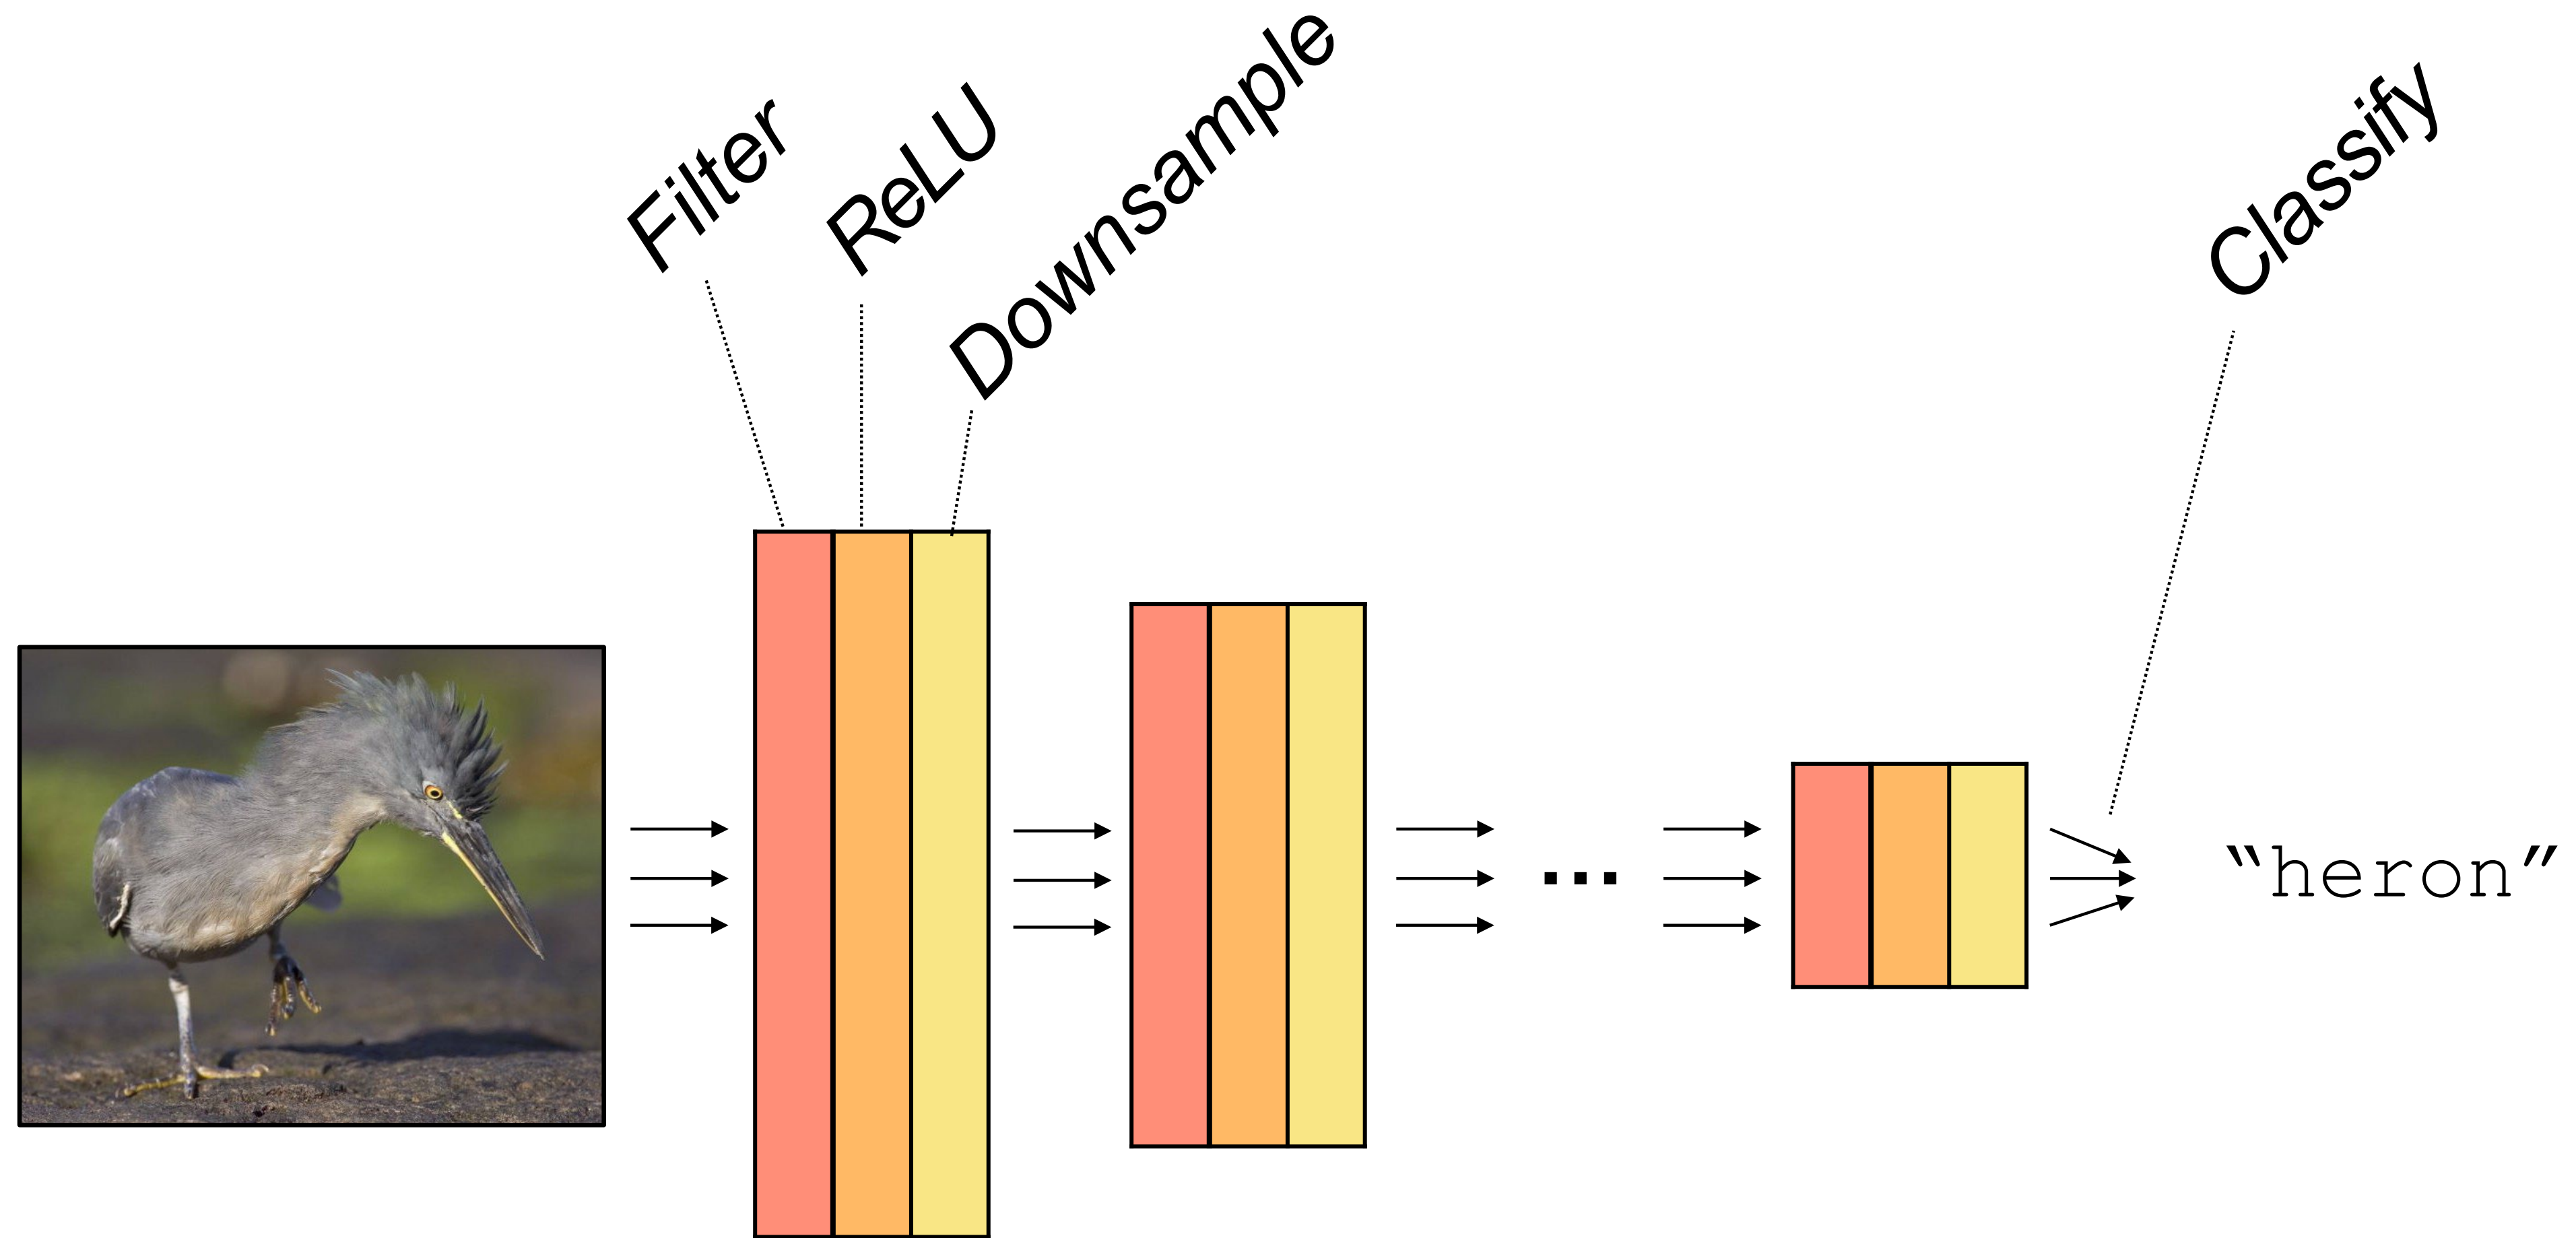 Filter
ReLU
Downsample
Classify
...
“heron”